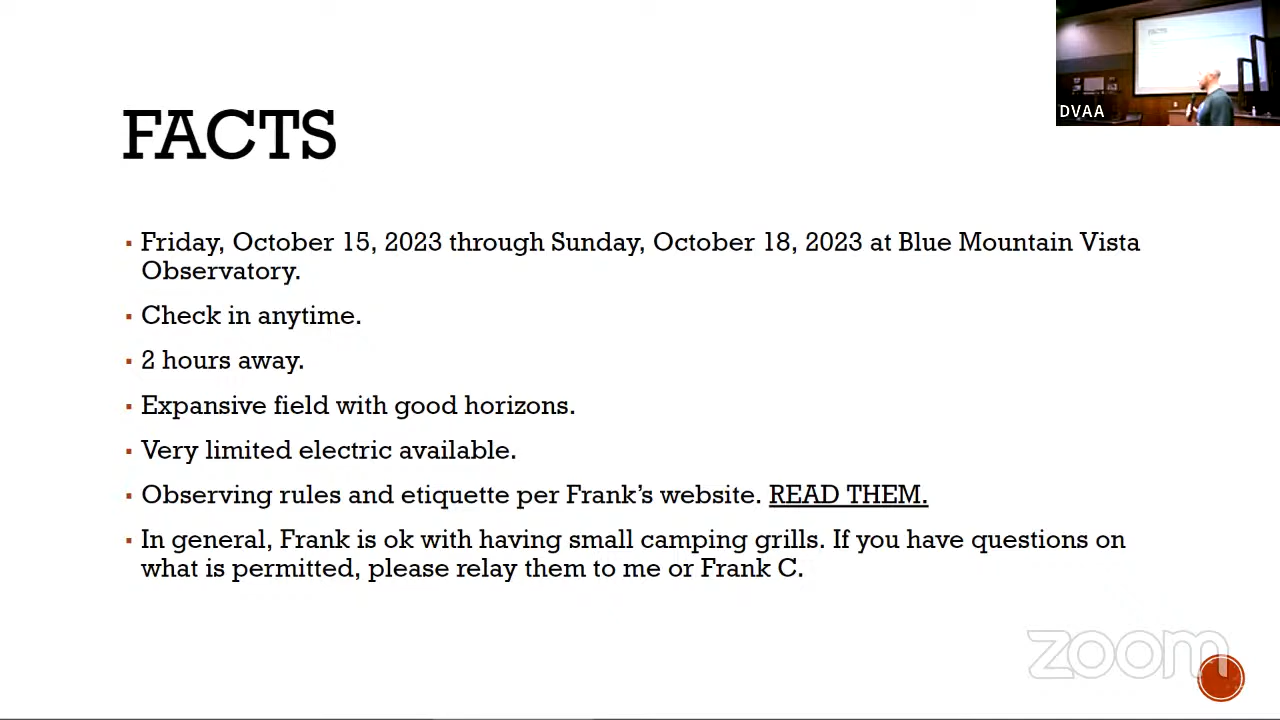 DVAA
FACTS
Friday, October 15, 2023 through Sunday, October 18, 2023 at Blue Mountain Vista
Observatory.
Check in anytime.
2 hours away.
Expansive field with good horizons.
Very limited electric available.
Observing rules and etiquette per Frank’s website. READ THEM.
In general, Frank is ok with having small camping grills. If you have questions on
what is permitted, please relay them to me or Frank C.
zoom